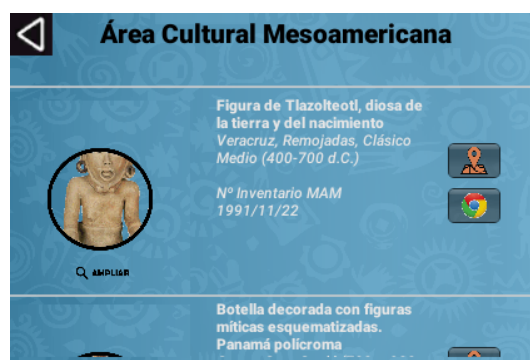 Área Cultural Mesoamericana
Figura de Tlazolteotl, diosa de
la tierra y del nacimiento
Veracruz, Remojadas, Clásico
Medio (400-700 d.C.)
Nº Inventario MAM
1991/11/22
AMPLIAR
Botella decorada con figuras
míticas esquematizadas.
Panamá polícroma